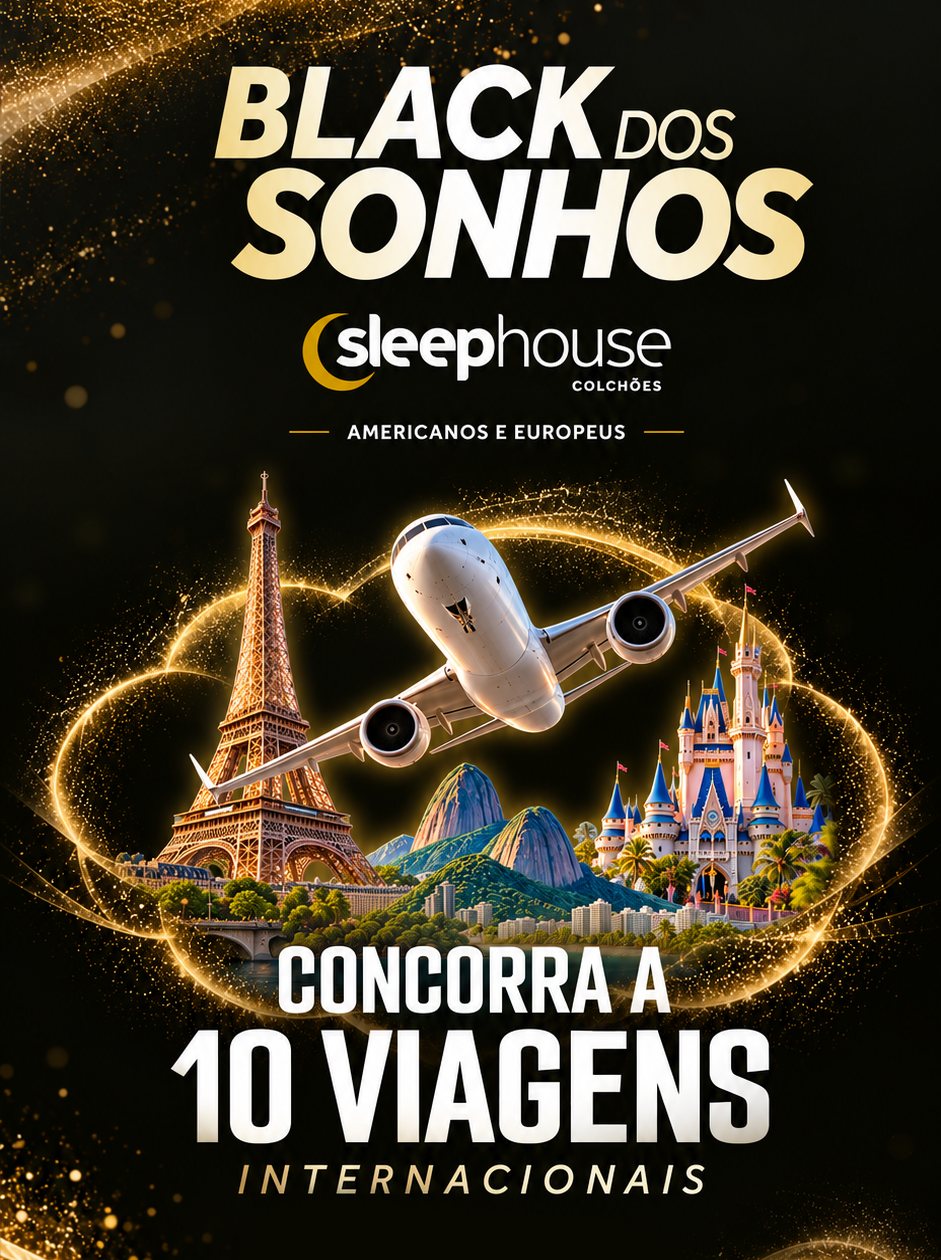 BLACK DOS
SONHOS
sleephouse
COLCHÕES
AMERICANOS E EUROPEUS
CONCORRA A
10 VIAGENS
INTERNACIONAIS